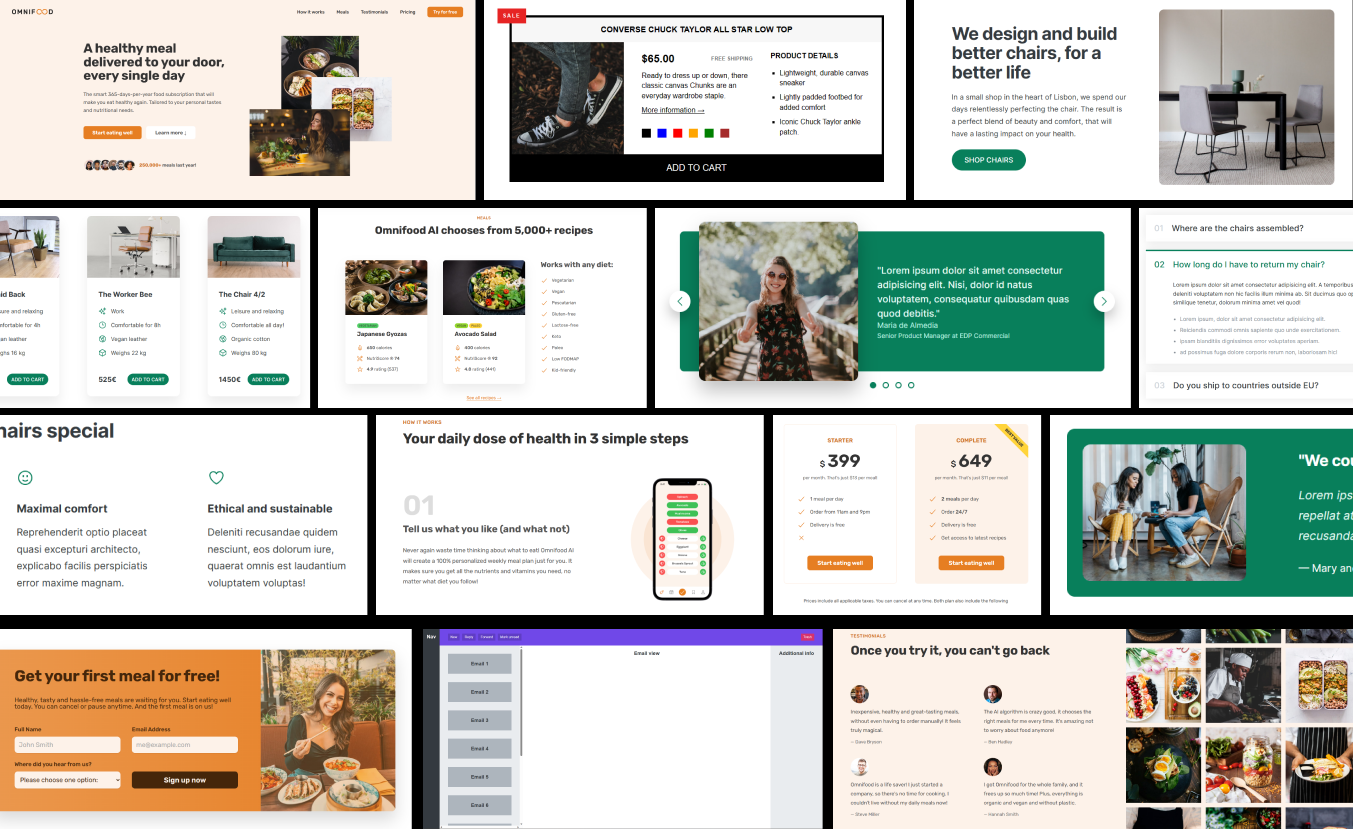 OMNIFOOD
How it works
Meals
Testimonials
Pricing
Try for free
A healthy meal
delivered to your door,
every single day
The smart 365-days-per-year food subscription that will
make you eat healthy again. Tailored to your personal tastes
and nutritional needs.
Start eating well
Learn more ↓
250,000+ meals last year!
SALE
CONVERSE CHUCK TAYLOR ALL STAR LOW TOP
$65.00
FREE SHIPPING
Ready to dress up or down, these
classic canvas Chunks are an
everyday wardrobe staple.
More information →
PRODUCT DETAILS
Lightweight, durable canvas
sneaker
Lightly padded footbed for
added comfort
Iconic Chuck Taylor ankle
patch.
ADD TO CART
We design and build
better chairs, for a
better life
In a small shop in the heart of Lisbon, we spend our
days relentlessly perfecting the chair. The result is
a perfect blend of beauty and comfort, that will
have a lasting impact on your health.
SHOP CHAIRS
id Back
sure and relaxing
mfortable for 4h
an leather
ghs 16 kg
ADD TO CART
The Worker Bee
Work
Comfortable for 8h
Vegan leather
Weighs 22 kg
525€
ADD TO CART
The Chair 4/2
Leisure and relaxing
Comfortable all day!
Organic cotton
Weighs 80 kg
1450€
ADD TO CART
MEALS
Omnifood AI chooses from 5,000+ recipes
Japanese Gyozas
650 calories
NutriScore ® 74
4.9 rating (537)
Avocado Salad
400 calories
NutriScore ® 92
4.8 rating (441)
Works with any diet:
Vegetarian
Vegan
Pescatarian
Gluten-free
Lactose-free
Keto
Paleo
Low FODMAP
Kid-friendly
See all recipes →
"Lorem ipsum dolor sit amet consectetur
adipisicing elit. Nisi, dolor id natus
voluptatem, consequatur quibusdam quas
quod debitis."
Maria de Almedia
Senior Product Manager at EDP Commercial
01 Where are the chairs assembled?
02 How long do I have to return my chair?
Lorem ipsum dolor sit amet consectetur adipisicing elit. A temporibus
deleniti voluptatem non hic facilis illum minima ab. Sit ducimus quo op
similique tenetur, dolorum minima amet vel quod!
Lorem ipsum, dolor sit amet consectetur adipisicing elit.
Reiciendis commodi omnis sapiente quo unde exercitationem.
Ipsam blanditiis dignissimos error voluptates aperiam.
ad possimus fuga dolore corporis rerum non, laboriosam hic!
03 Do you ship to countries outside EU?
hairs special
Maximal comfort
Reprehenderit optio placeat
quasi excepturi architecto,
explicabo facilis perspiciatis
error maxime magnam.
Ethical and sustainable
Deleniti recusandae quidem
nesciunt, eos dolorum iure,
quaerat omnis est laudantium
voluptatem voluptas!
HOW IT WORKS
Your daily dose of health in 3 simple steps
01
Tell us what you like (and what not)
Never again waste time thinking about what to eat! Omnifood AI
will create a 100% personalized weekly meal plan just for you. It
makes sure you get all the nutrients and vitamins you need, no
matter what diet you follow!
STARTER
$ 399
per month. That's just $13 per meal!
1 meal per day
Order from 11am and 9pm
Delivery is free
Start eating well
BEST VALUE
COMPLETE
$ 649
per month. That's just $11 per meal!
2 meals per day
Order 24/7
Delivery is free
Get access to latest recipes
Start eating well
Prices include all applicable taxes. You can cancel at any time. Both plan also include the following
"We cou
Lorem ips
repellat at
recusanda
— Mary an
Get your first meal for free!
Healthy, tasty and hassle-free meals are waiting for you. Start eating well
today. You can cancel or pause anytime. And the first meal is on us!
Full Name
John Smith
Email Address
me@example.com
Where did you hear from us?
Please choose one option:
Sign up now
Nav
New
Reply
Forward
Mark unread
Trash
Email 1
Email 2
Email 3
Email 4
Email 5
Email 6
Email view
Additional info
TESTIMONIALS
Once you try it, you can't go back
Inexpensive, healthy and great-tasting meals,
without even having to order manually! It feels
truly magical.
— Dave Bryson
The AI algorithm is crazy good, it chooses the
right meals for me every time. It's amazing not
to worry about food anymore!
— Ben Hadley
Omnifood is a life saver! I just started a
company, so there's no time for cooking. I
couldn't live without my daily meals now!
— Steve Miller
I got Omnifood for the whole family, and it
frees up so much time! Plus, everything is
organic and vegan and without plastic.
— Hannah Smith